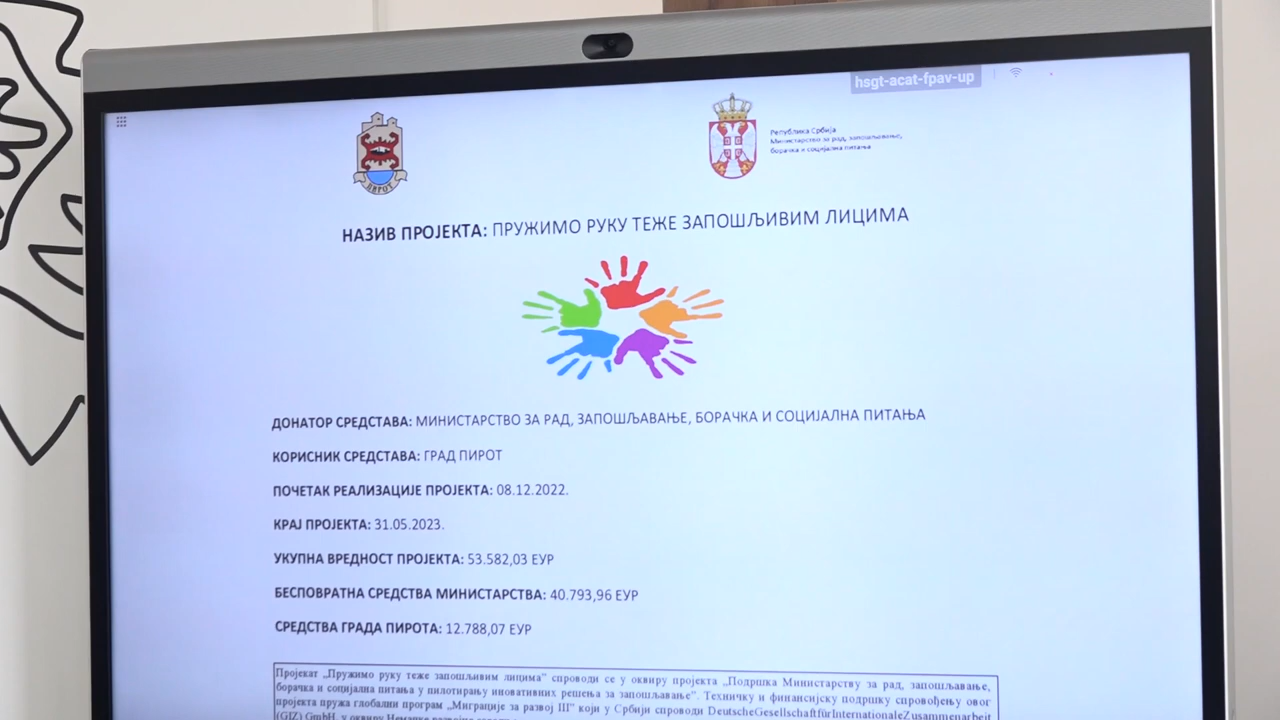 hsgt-acat-fpav-up
ПИРОТ
Република Србија
Министарство за рад, запошљавање,
борачка и социјална питања
НАЗИВ ПРОЈЕКТА: ПРУЖИМО РУКУ ТЕЖЕ ЗАПОШЉИВИМ ЛИЦИМА
ДОНАТОР СРЕДСТАВА: МИНИСТАРСТВО ЗА РАД, ЗАПОШЉАВАЊЕ, БОРАЧКА И СОЦИЈАЛНА ПИТАЊА
КОРИСНИК СРЕДСТАВА: ГРАД ПИРОТ
ПОЧЕТАК РЕАЛИЗАЦИЈЕ ПРОЈЕКТА: 08.12.2022.
КРАЈ ПРОЈЕКТА: 31.05.2023.
УКУПНА ВРЕДНОСТ ПРОЈЕКТА: 53.582,03 ЕУР
БЕСПОВРАТНА СРЕДСТВА МИНИСТАРСТВА: 40.793,96 ЕУР
СРЕДСТВА ГРАДА ПИРОТА: 12.788,07 ЕУР
Пројекат „Пружимо руку теже запошљивим лицима” спроводи се у оквиру пројекта „Подршка Министарству за рад, запошљавање,
борачка и социјална питања у пилотирању иновативних решења за запошљавање”. Техничку и финансијску подршку спровођењу овог
пројекта пружа глобални програм „Миграције за развој III” који у Србији спроводи DeutscheGesellschaftfürInternationaleZusammenarbeit
(GIZ) GmbH, у оквиру Немачке